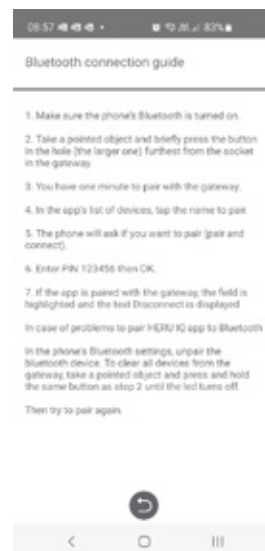 08:57
83%
Bluetooth connection guide
1. Make sure the phone's Bluetooth is turned on.
2. Take a pointed object and briefly press the button
in the hole (the larger one) furthest from the socket
in the gateway.
3. You have one minute to pair with the gateway.
4. In the app's list of devices, tap the name to pair.
5. The phone will ask if you want to pair (pair and
connect).
6. Enter PIN 123456 then OK.
7. If the app is paired with the gateway, the field is
highlighted and the text Disconnect is displayed
In case of problems to pair HERU IQ app to Bluetooth
In the phone's Bluetooth settings, unpair the
bluetooth device. To clear all devices from the
gateway, take a pointed object and press and hold
the same button as step 2 until the led turns off.
Then try to pair again.